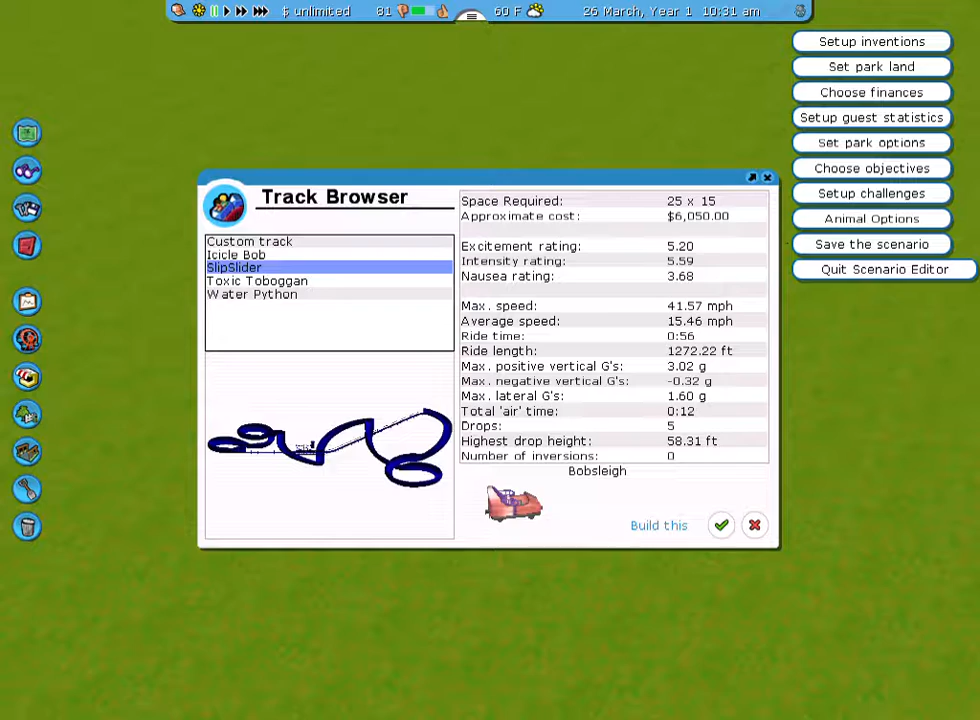 $ unlimited 81 60 F 26 March, Year 1 10:31 am
Setup inventions
Set park land
Choose finances
Setup guest statistics
Set park options
Choose objectives
Setup challenges
Animal Options
Save the scenario
Quit Scenario Editor
Track Browser
Custom track
Icicle Bob
SlipSlider
Toxic Toboggan
Water Python
Space Required: 25 x 15
Approximate cost: $6,050.00
Excitement rating: 5.20
Intensity rating: 5.59
Nausea rating: 3.68
Max. speed: 41.57 mph
Average speed: 15.46 mph
Ride time: 0:56
Ride length: 1272.22 ft
Max. positive vertical G's: 3.02 g
Max. negative vertical G's: -0.32 g
Max. lateral G's: 1.60 g
Total 'air' time: 0:12
Drops: 5
Highest drop height: 58.31 ft
Number of inversions: 0
Bobsleigh
Build this